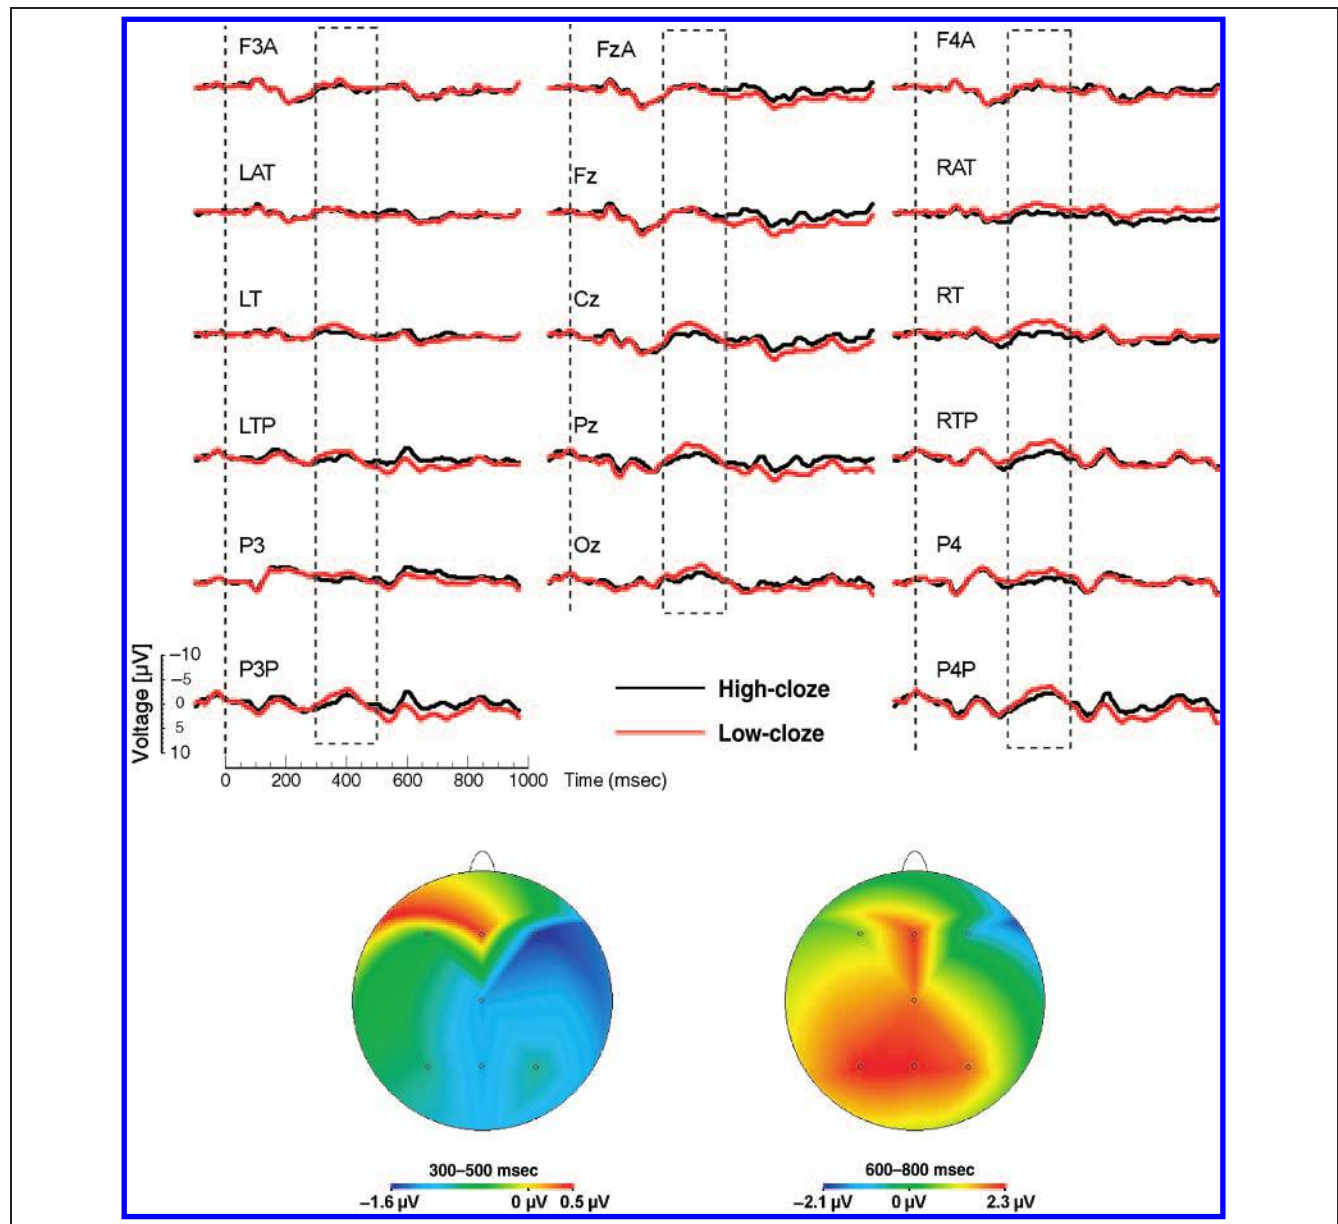 F3A
FzA
F4A
LAT
Fz
RAT
LT
Cz
RT
LTP
Pz
RTP
P3
Oz
P4
P3P
P4P
Voltage [µV]
−10
−5
0
5
10
High-cloze
Low-cloze
0 200 400 600 800 1000 Time (msec)
300–500 msec
−1.6 µV 0 µV 0.5 µV
600–800 msec
−2.1 µV 0 µV 2.3 µV